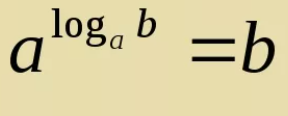 a^{log_a b} = b